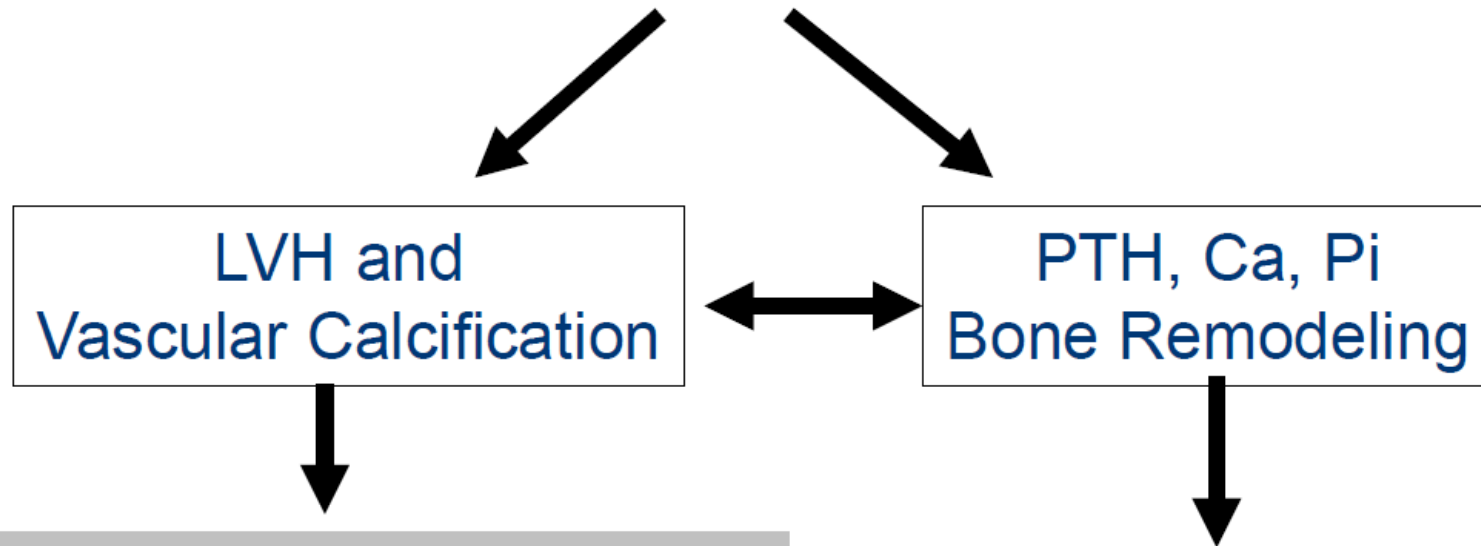 LVH and
Vascular Calcification
PTH, Ca, Pi
Bone Remodeling